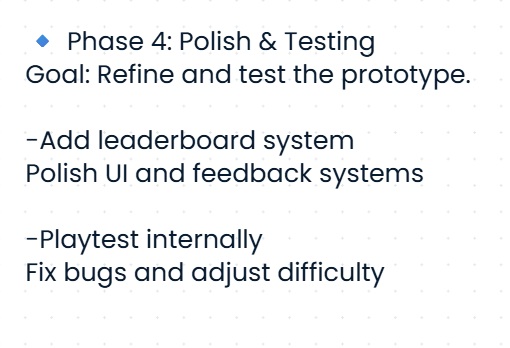 🔹 Phase 4: Polish & Testing
Goal: Refine and test the prototype.
-Add leaderboard system
Polish UI and feedback systems
-Playtest internally
Fix bugs and adjust difficulty